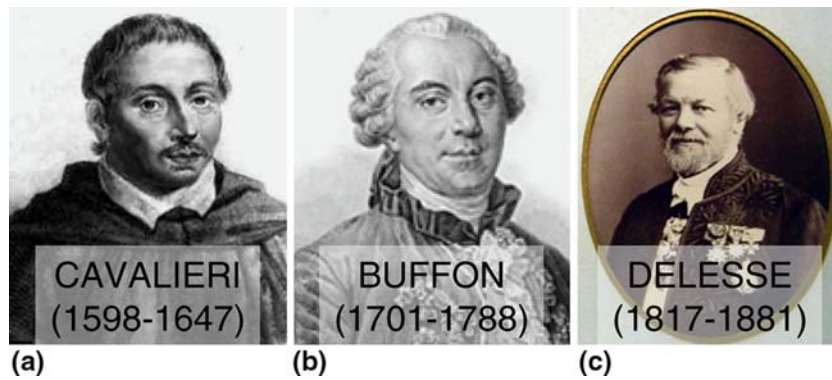 CAVALIERI
(1598-1647)
BUFFON
(1701-1788)
DELESSE
(1817-1881)
(a)
(b)
(c)